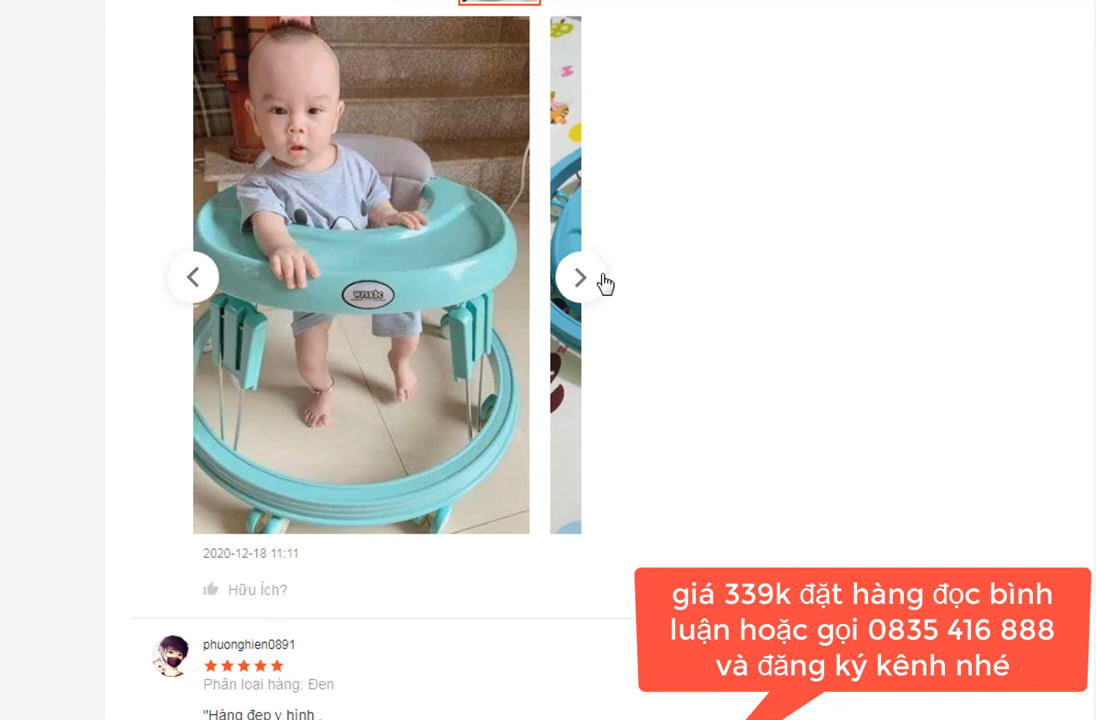 wzsxbc
2020-12-18 11:11
Hữu Ích?
phuonghien0891
Phân loại hàng: Đen
"Hàng đẹp y hình .
giá 339k đặt hàng đọc bình
luận hoặc gọi 0835 416 888
và đăng ký kênh nhé